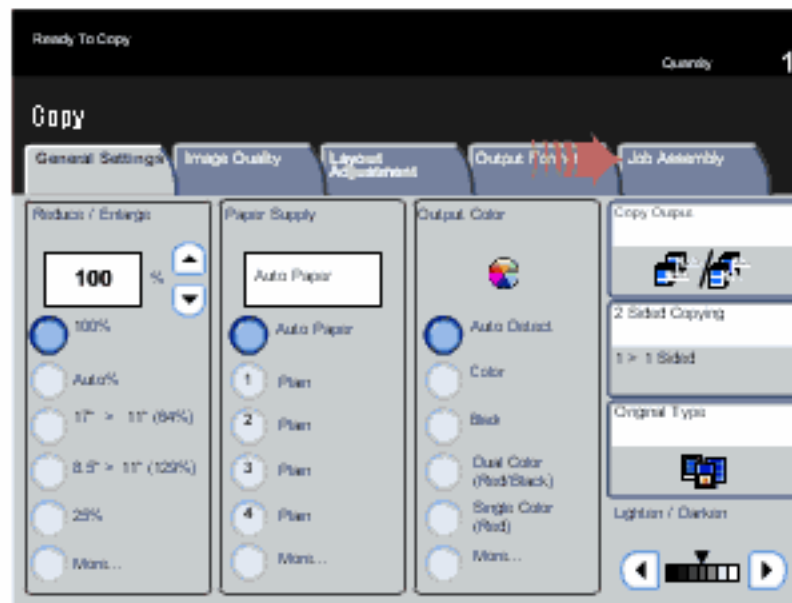 Ready To Copy
Quantity 1
Copy
General Settings
Image Quality
Layout
Adjustment
Output Format
Job Assembly
Reduce / Enlarge
100 %
100%
Auto%
17" > 11" (64%)
8.5" > 11" (129%)
25%
More...
Paper Supply
Auto Paper
Auto Paper
1 Plain
2 Plain
3 Plain
4 Plain
More...
Output Color
Auto Detect
Color
Black
Dual Color
(Red/Black)
Single Color
(Red)
More...
Copy Output
2 Sided Copying
1 > 1 Sided
Original Type
Lighten / Darken